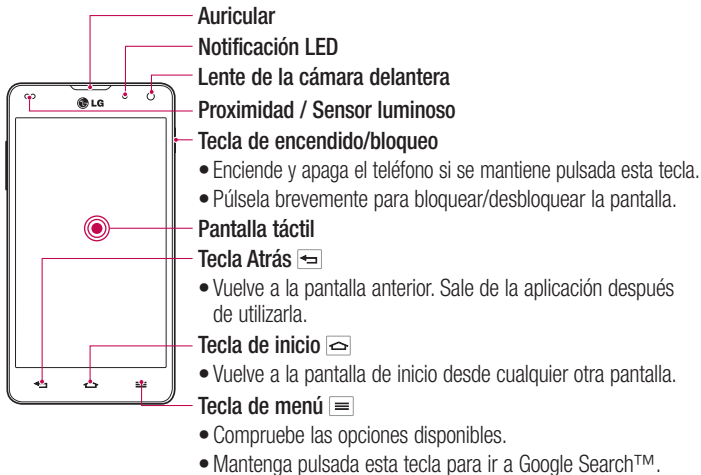 Auricular
Notificación LED
Lente de la cámara delantera
LG
Proximidad / Sensor luminoso
Tecla de encendido/bloqueo
• Enciende y apaga el teléfono si se mantiene pulsada esta tecla.
• Púlsela brevemente para bloquear/desbloquear la pantalla.
Pantalla táctil
Tecla Atrás
• Vuelve a la pantalla anterior. Sale de la aplicación después
de utilizarla.
Tecla de inicio
• Vuelve a la pantalla de inicio desde cualquier otra pantalla.
Tecla de menú
• Compruebe las opciones disponibles.
• Mantenga pulsada esta tecla para ir a Google Search™.